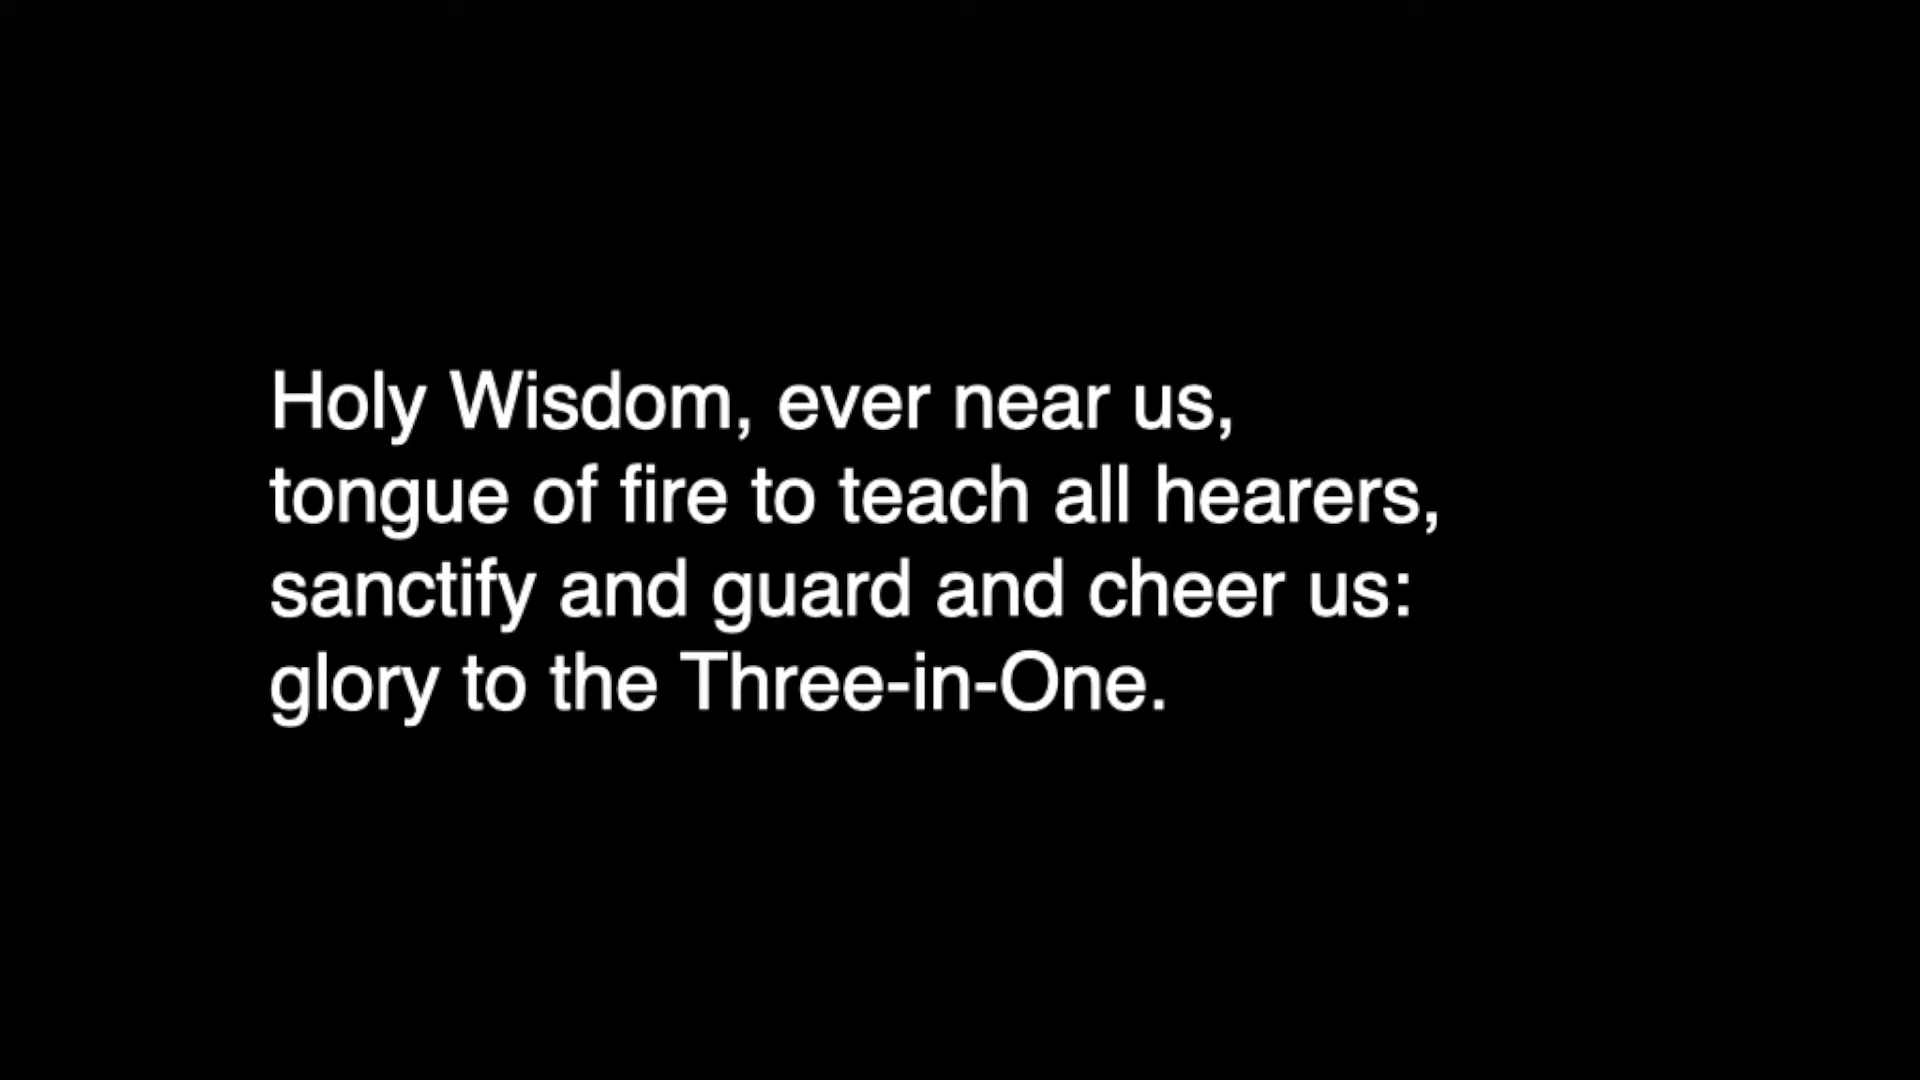 Holy Wisdom, ever near us,
tongue of fire to teach all hearers,
sanctify and guard and cheer us:
glory to the Three-in-One.